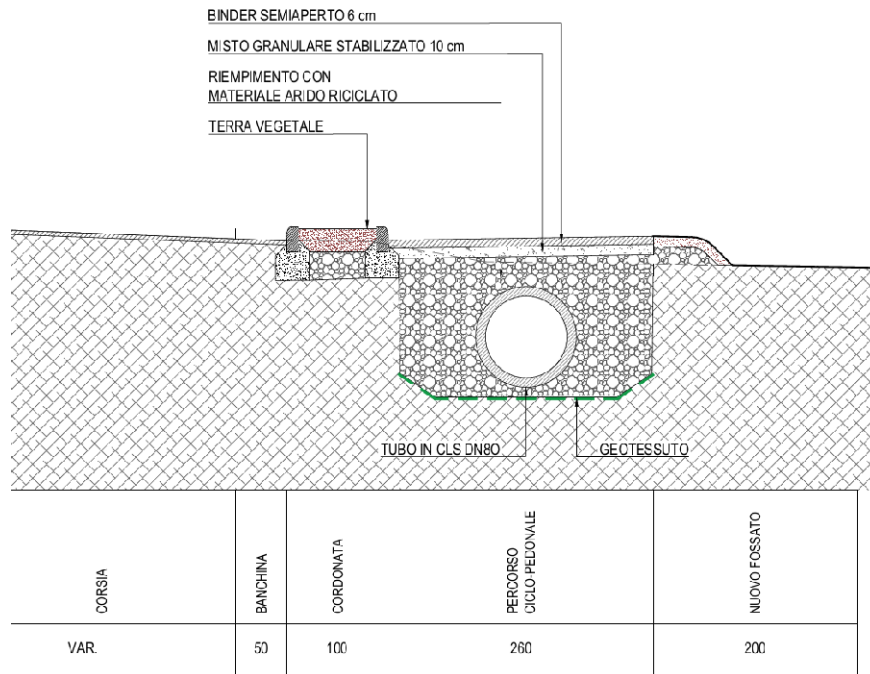 BINDER SEMIAPERTO 6 cm
MISTO GRANULARE STABILIZZATO 10 cm
RIEMPIMENTO CON
MATERIALE ARIDO RICICLATO
TERRA VEGETALE
TUBO IN CLS DN80
GEOTESSUTO
CORSIA
BANCHINA
CORDONATA
PERCORSO
CICLO-PEDONALE
NUOVO FOSSATO
VAR.
50
100
260
200